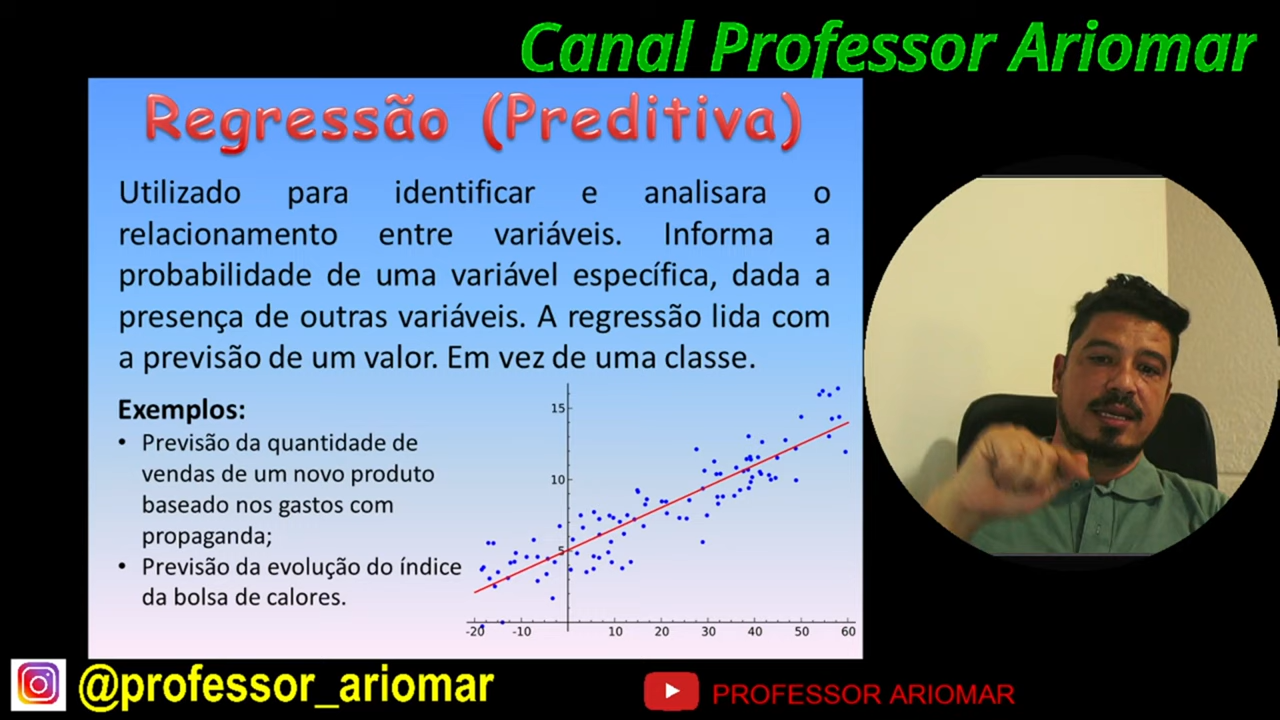 Canal Professor Ariomar
Regressão (Preditiva)
Utilizado para identificar e analisara o
relacionamento entre variáveis. Informa a
probabilidade de uma variável específica, dada a
presença de outras variáveis. A regressão lida com
a previsão de um valor. Em vez de uma classe.
Exemplos:
• Previsão da quantidade de
vendas de um novo produto
baseado nos gastos com
propaganda;
• Previsão da evolução do índice
da bolsa de calores.
15
10
5
-20 -10 10 20 30 40 50 60
@professor_ariomar
PROFESSOR ARIOMAR